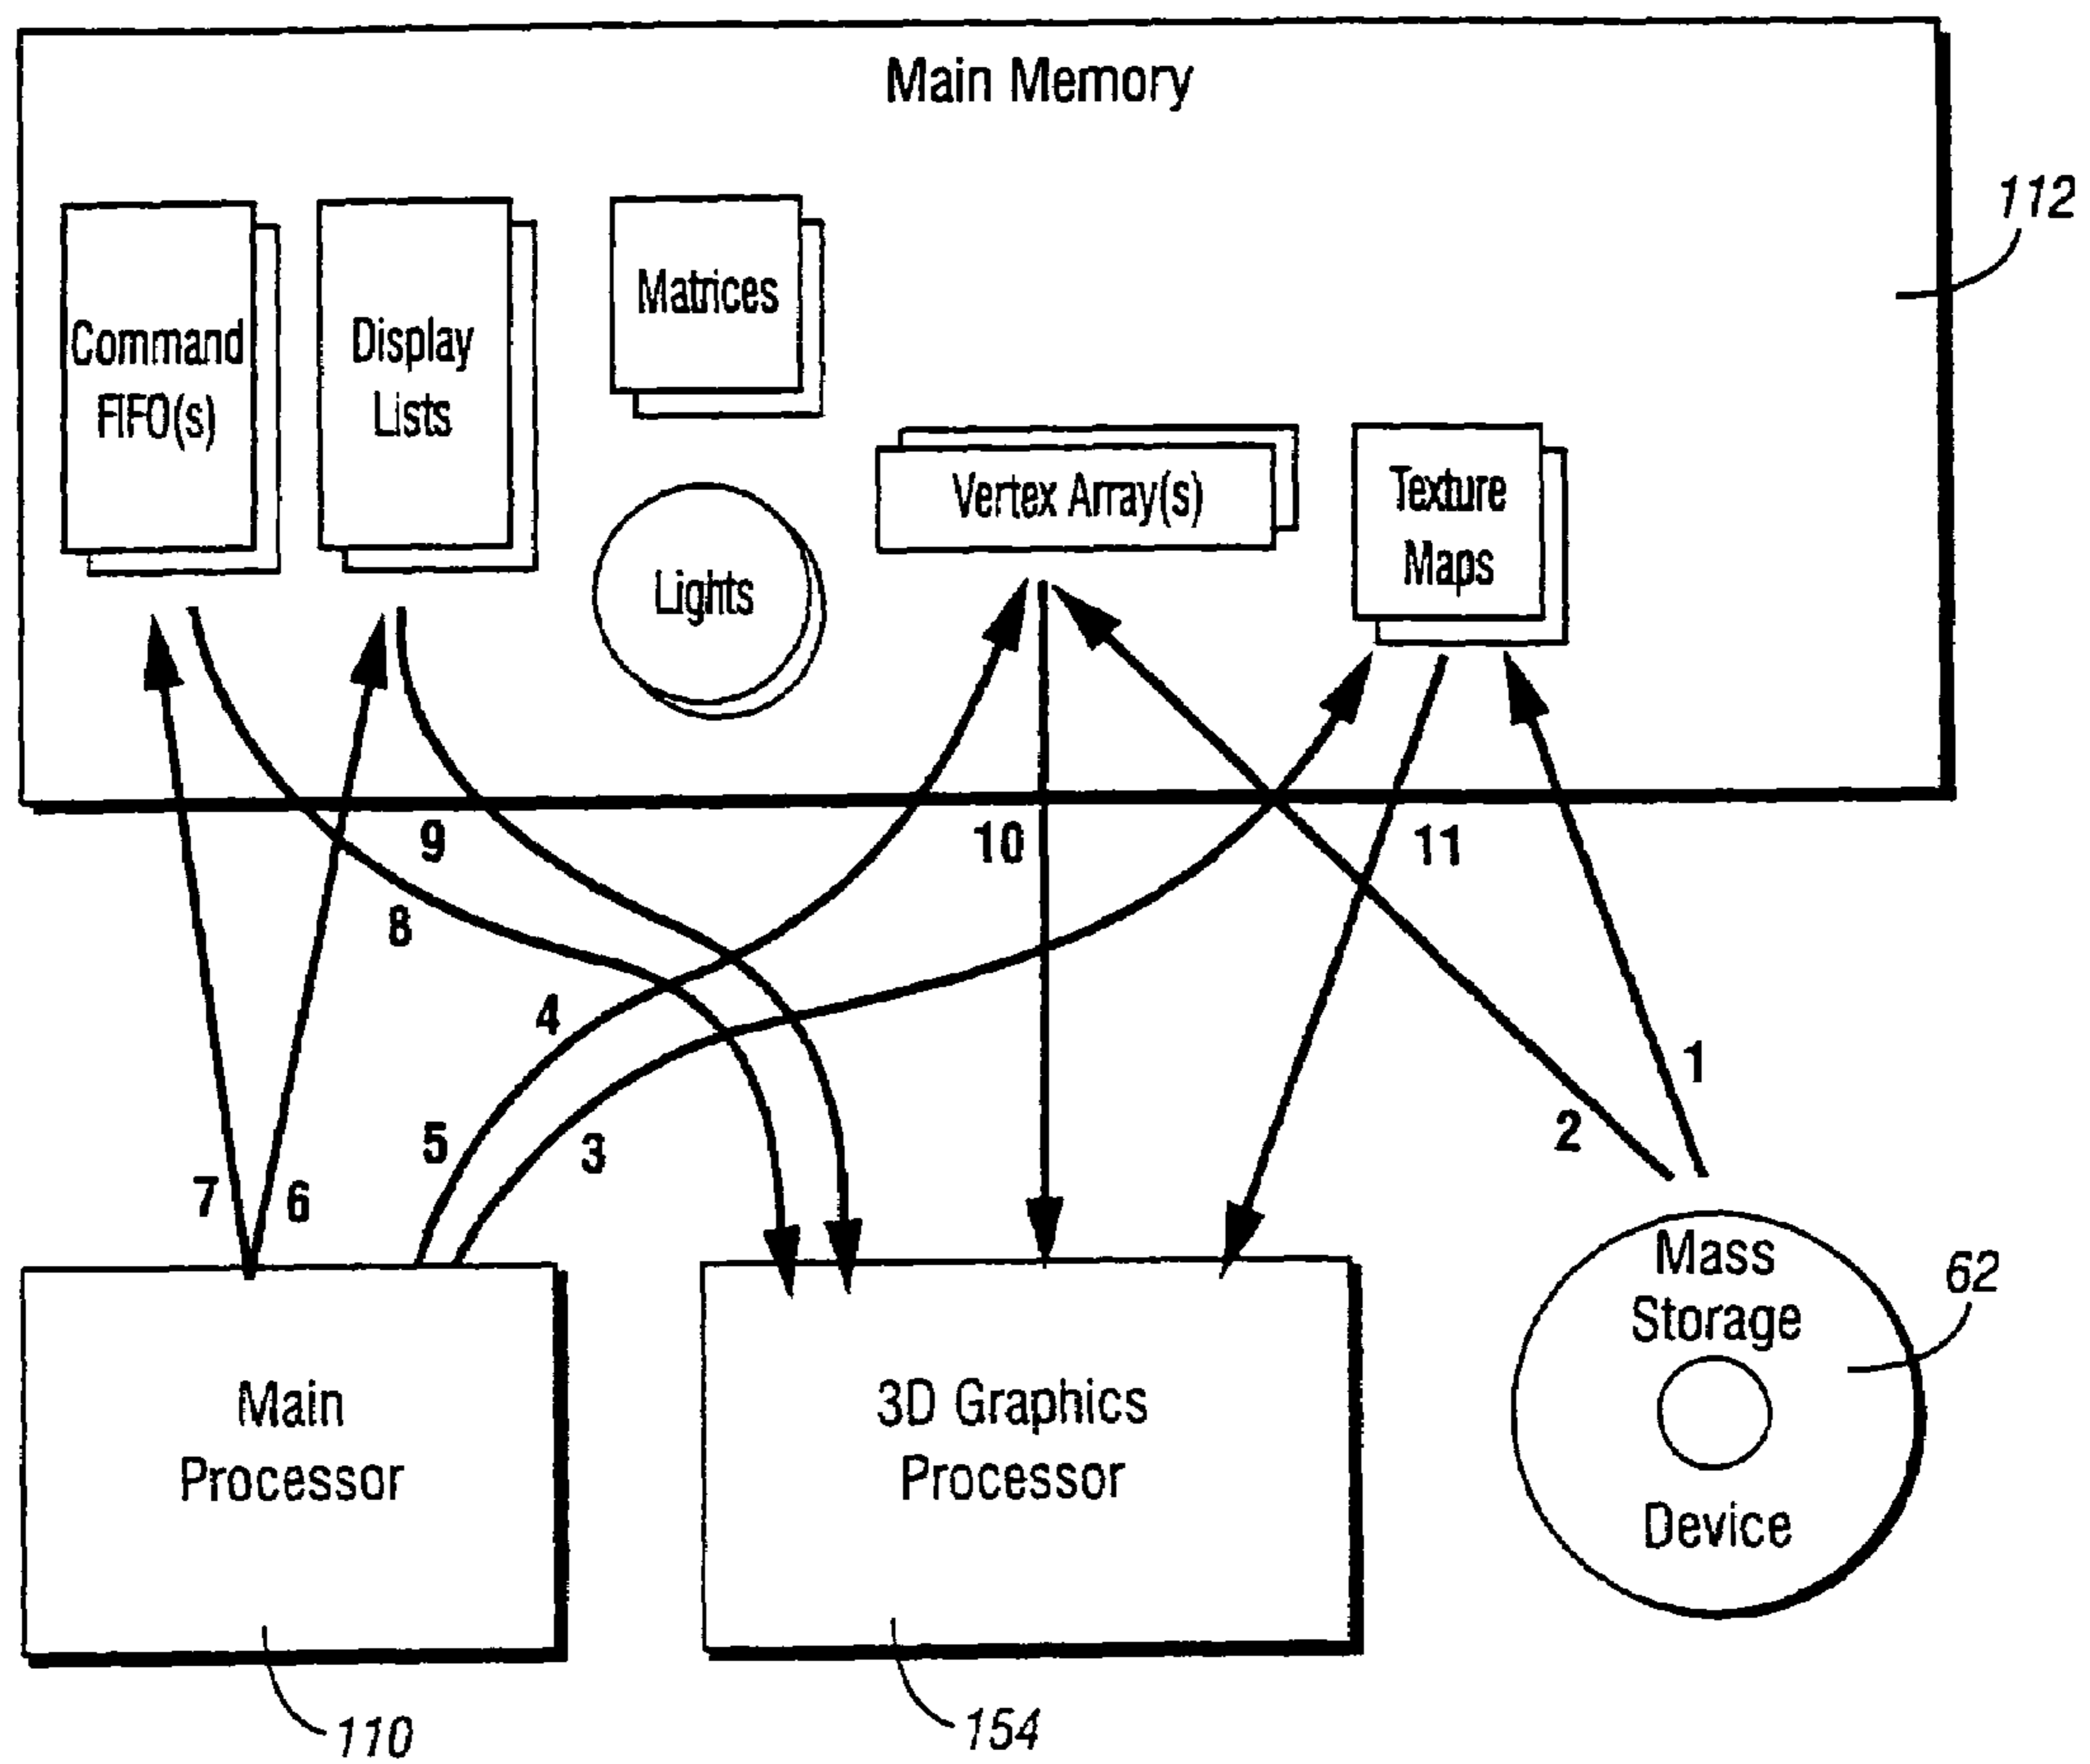 Main Memory
112
Command
FIFO(s)
Display
Lists
Matrices
Lights
Vertex Array(s)
Texture
Maps
9
10
11
8
4
1
5
3
2
7
6
Main
Processor
3D Graphics
Processor
Mass
Storage
Device
62
110
154